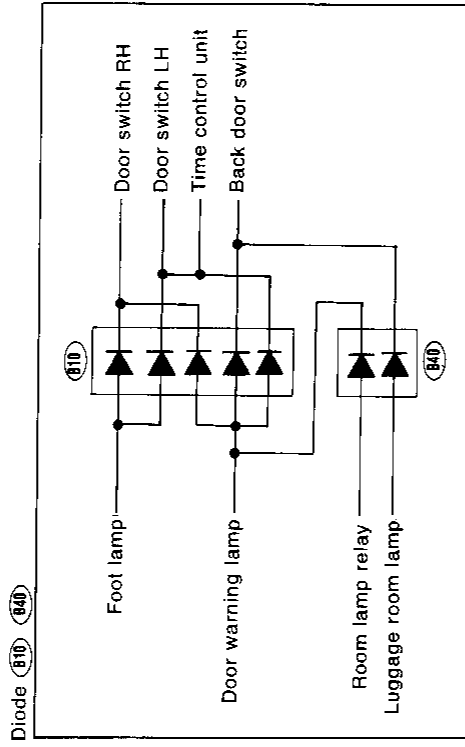 Diode B10 B40
B10
Foot lamp
Door switch RH
Door switch LH
Time control unit
Door warning lamp
Back door switch
Room lamp relay
Luggage room lamp
B40